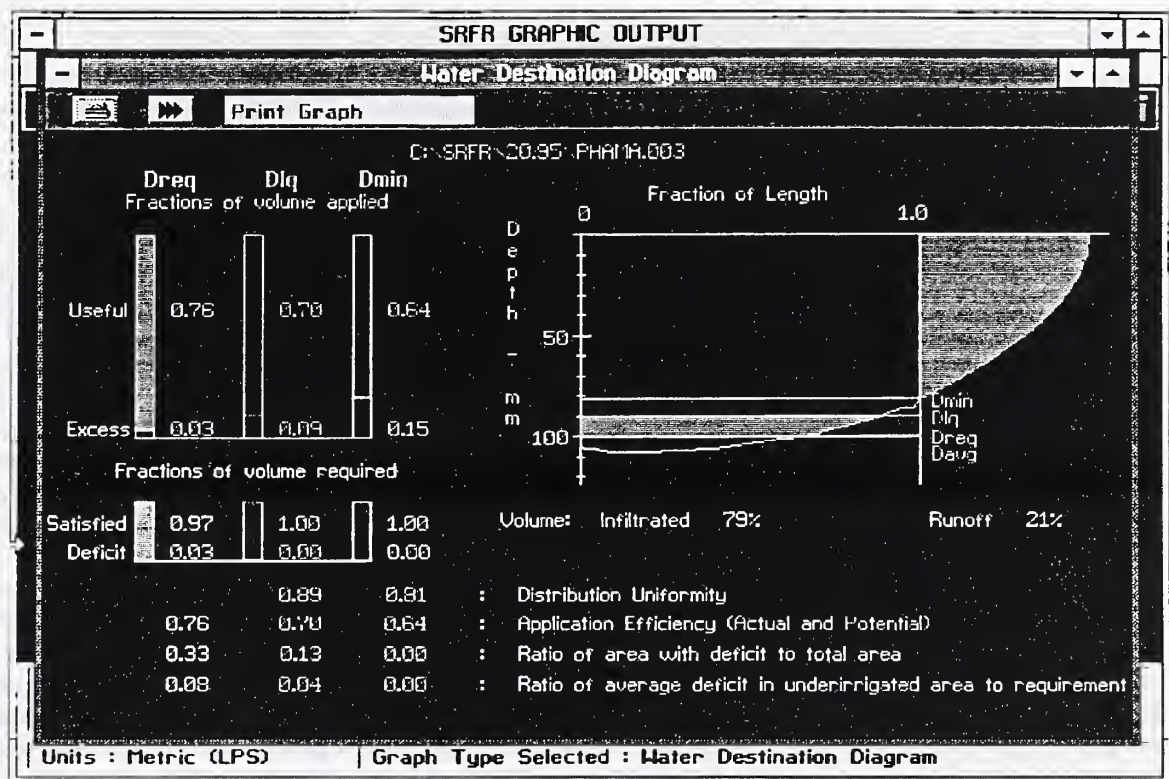 SRFR GRAPHIC OUTPUT
Water Destination Diagram
Print Graph
C:\SRFR\20.95\PHAMA.003
Dreq Dlq Dmin
Fractions of volume applied
Useful 0.76 0.70 0.64
Excess 0.03 0.09 0.15
Fractions of volume required
Satisfied 0.97 1.00 1.00
Deficit 0.03 0.00 0.00
Fraction of Length
0 1.0
Depth - mm
50
100
Dmin
Dlq
Dreq
Davg
Volume: Infiltrated 79% Runoff 21%
0.89 0.81 : Distribution Uniformity
0.76 0.70 0.64 : Application Efficiency (Actual and Potential)
0.33 0.13 0.00 : Ratio of area with deficit to total area
0.08 0.04 0.00 : Ratio of average deficit in underirrigated area to requirement
Units : Metric (LPS) Graph Type Selected : Water Destination Diagram